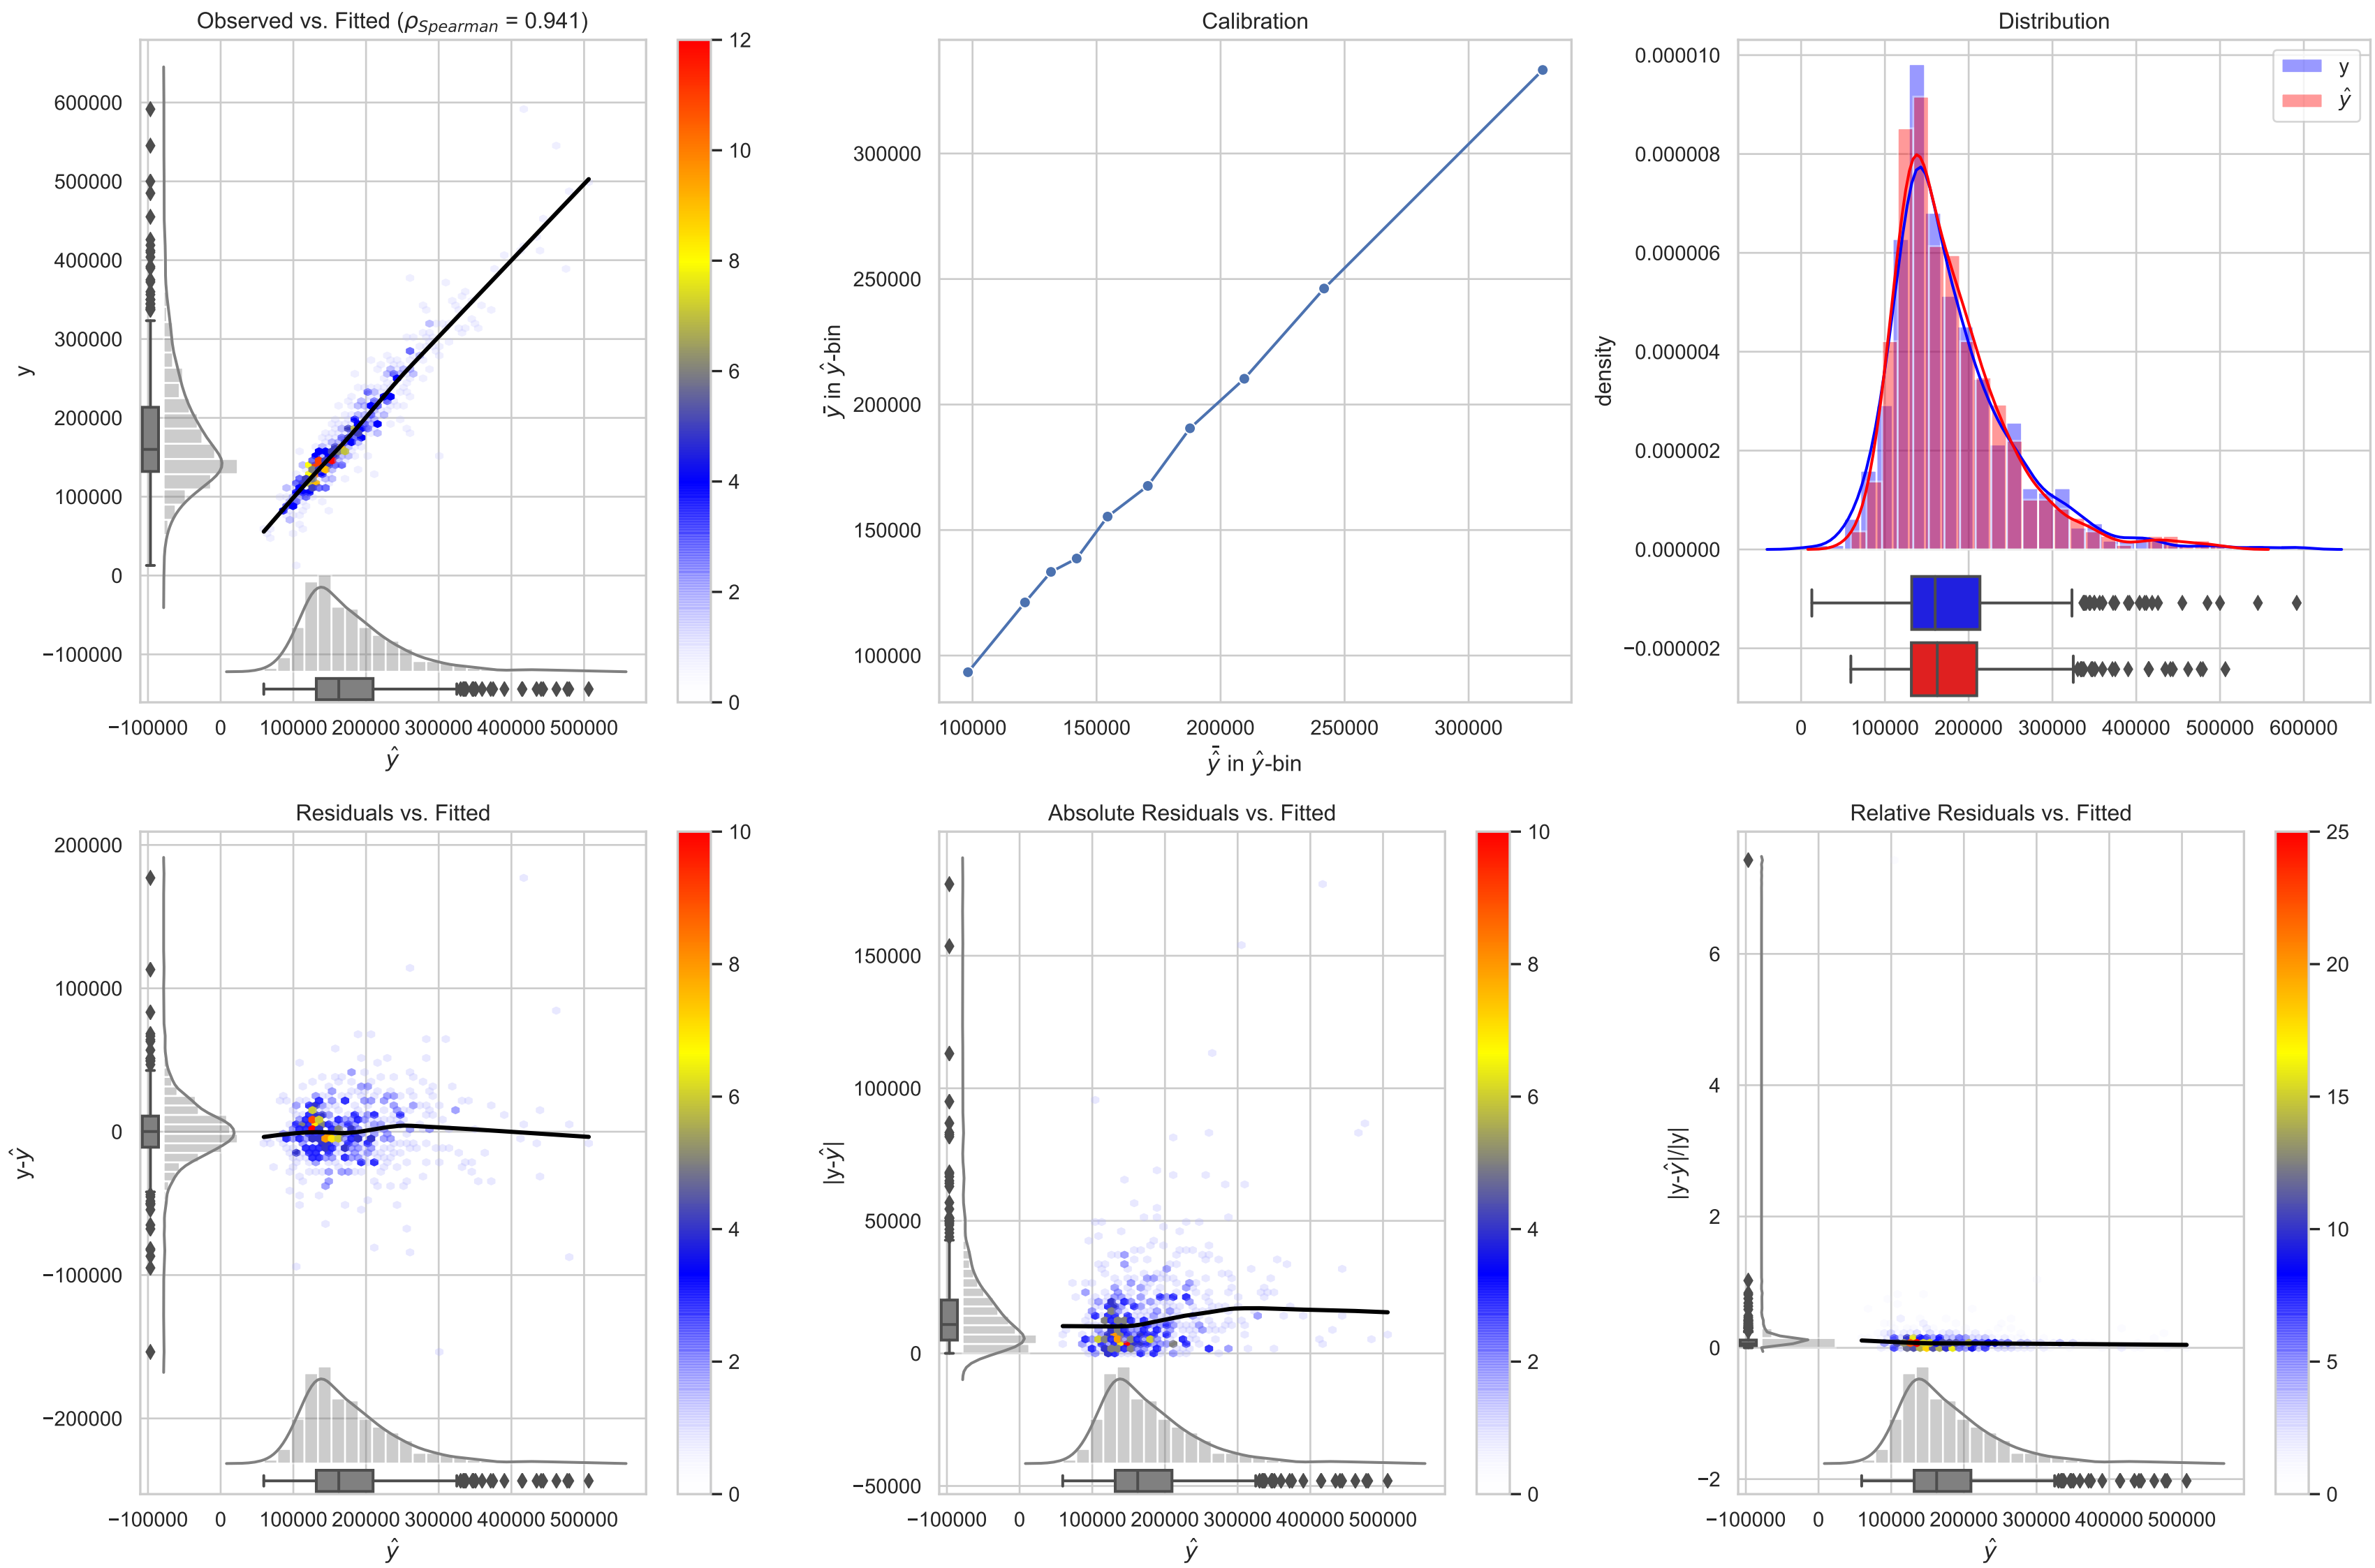 Observed vs. Fitted (ρSpearman = 0.941)
600000
500000
400000
300000
200000
100000
0
−100000
y
−100000 0 100000 200000 300000 400000 500000
ŷ
12
10
8
6
4
2
0
Calibration
300000
250000
200000
150000
100000
ȳ in ŷ-bin
100000 150000 200000 250000 300000
ŷ̄ in ŷ-bin
Distribution
y
ŷ
0.000010
0.000008
0.000006
0.000004
0.000002
0.000000
−0.000002
density
0 100000 200000 300000 400000 500000 600000
Residuals vs. Fitted
200000
100000
0
−100000
−200000
y-ŷ
−100000 0 100000 200000 300000 400000 500000
ŷ
10
8
6
4
2
0
Absolute Residuals vs. Fitted
150000
100000
50000
0
−50000
|y-ŷ|
−100000 0 100000 200000 300000 400000 500000
ŷ
10
8
6
4
2
0
Relative Residuals vs. Fitted
6
4
2
0
−2
|y-ŷ|/|y|
−100000 0 100000 200000 300000 400000 500000
ŷ
25
20
15
10
5
0